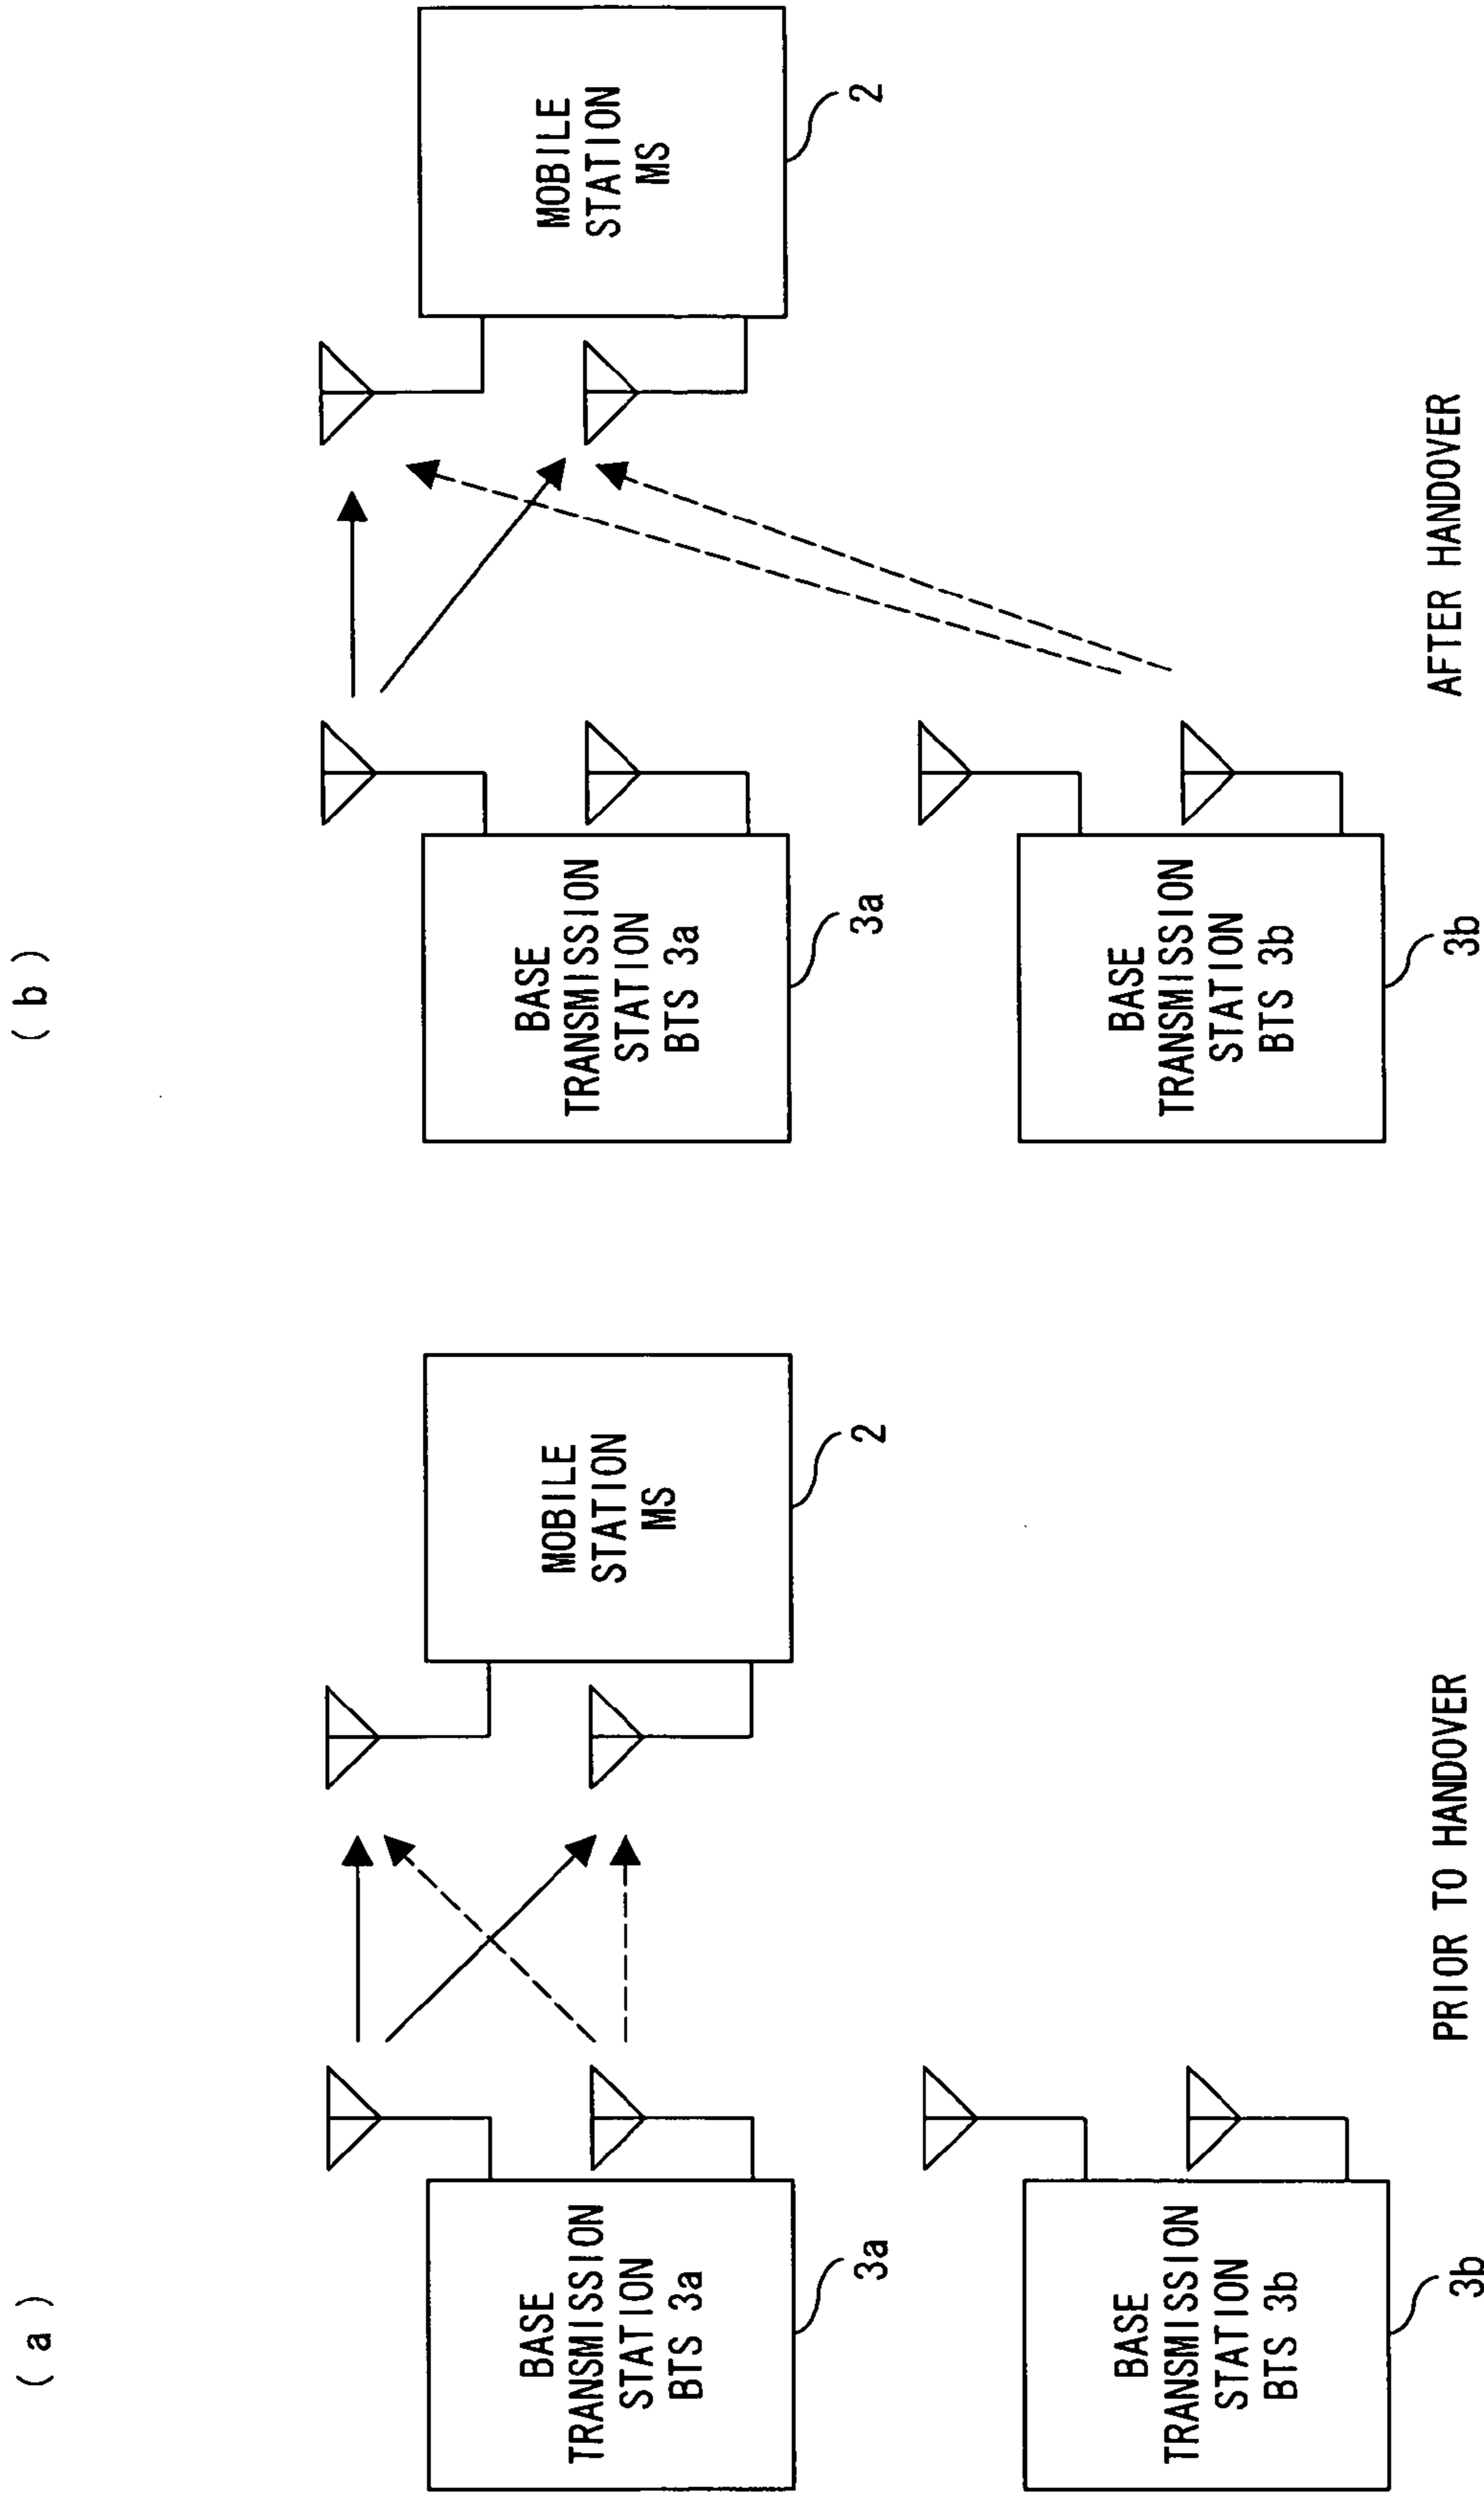 ( a )
BASE
TRANSMISSION
STATION
BTS 3a
3a
MOBILE
STATION
MS
2
BASE
TRANSMISSION
STATION
BTS 3b
3b
PRIOR TO HANDOVER
( b )
BASE
TRANSMISSION
STATION
BTS 3a
3a
MOBILE
STATION
MS
2
BASE
TRANSMISSION
STATION
BTS 3b
3b
AFTER HANDOVER